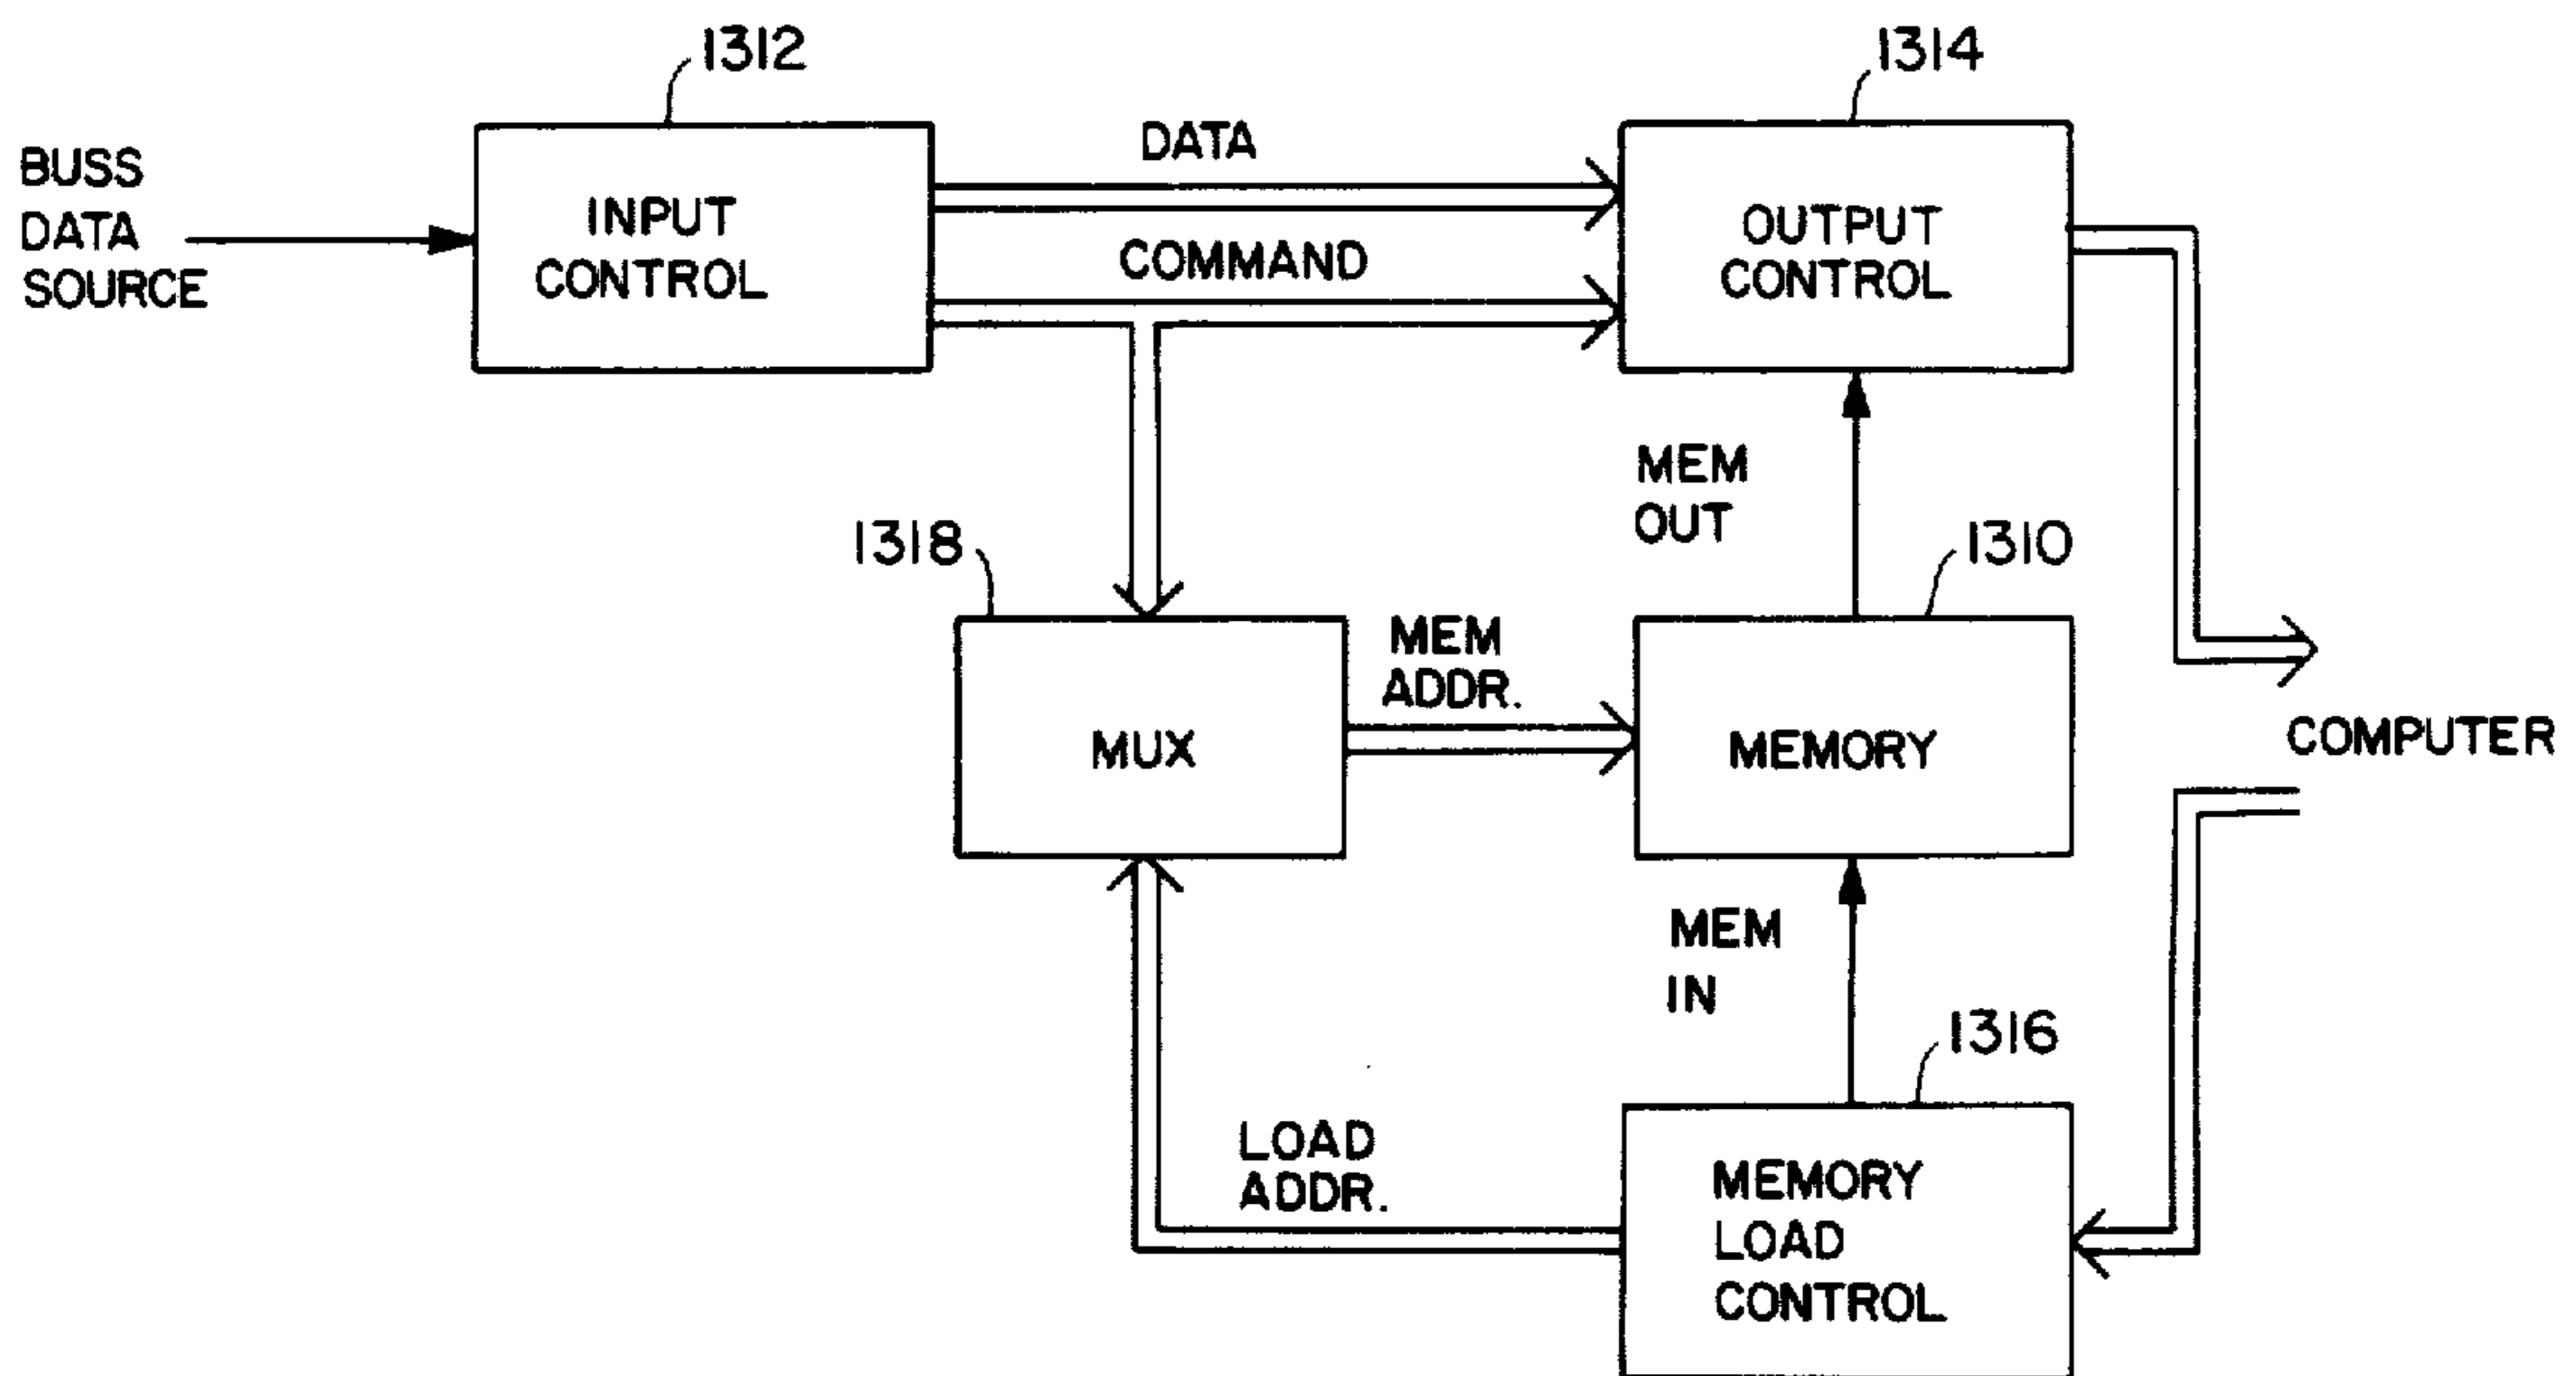 1312
1314
BUSS
DATA
SOURCE
INPUT
CONTROL
DATA
COMMAND
OUTPUT
CONTROL
MEM
OUT
1318
1310
MUX
MEM
ADDR.
MEMORY
COMPUTER
MEM
IN
1316
LOAD
ADDR.
MEMORY
LOAD
CONTROL